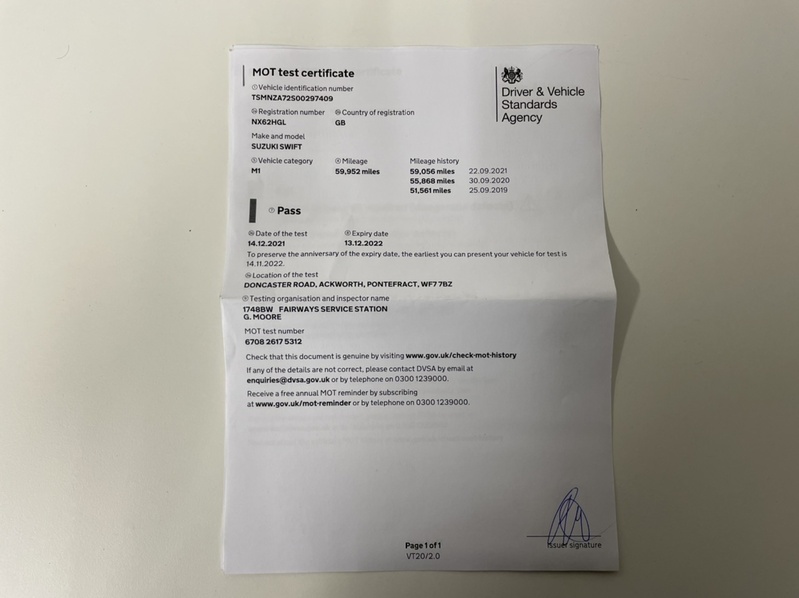 MOT test certificate
Vehicle identification number
TSMNZA72S00297409
Registration number Country of registration
NX62HGL GB
Make and model
SUZUKI SWIFT
Vehicle category Mileage Mileage history
M1 59,952 miles 59,056 miles 22.09.2021
55,868 miles 30.09.2020
51,561 miles 25.09.2019
Pass
Date of the test Expiry date
14.12.2021 13.12.2022
To preserve the anniversary of the expiry date, the earliest you can present your vehicle for test is
14.11.2022.
Location of the test
DONCASTER ROAD, ACKWORTH, PONTEFRACT, WF7 7BZ
Testing organisation and inspector name
1748BW FAIRWAYS SERVICE STATION
G. MOORE
MOT test number
6708 2617 5312
Check that this document is genuine by visiting www.gov.uk/check-mot-history
If any of the details are not correct, please contact DVSA by email at
enquiries@dvsa.gov.uk or by telephone on 0300 1239000.
Receive a free annual MOT reminder by subscribing
at www.gov.uk/mot-reminder or by telephone on 0300 1239000.
Driver & Vehicle
Standards
Agency
Issuer signature
Page 1 of 1
VT20/2.0